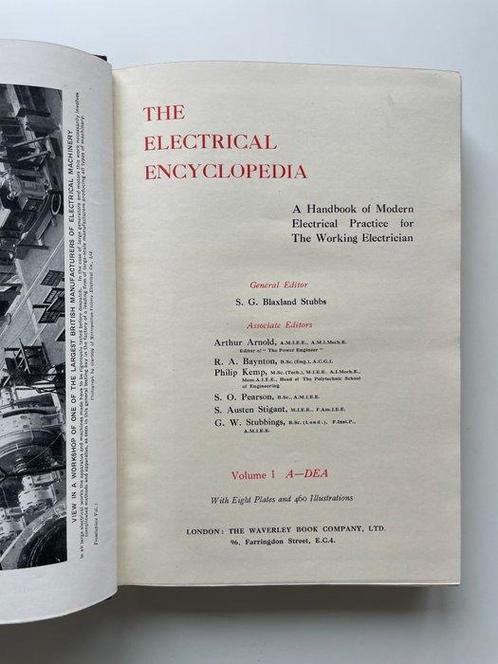 VIEW IN A WORKSHOP OF ONE OF THE LARGEST BRITISH MANUFACTURERS OF ELECTRICAL MACHINERY
Frontispiece Vol. I
THE
ELECTRICAL
ENCYCLOPEDIA
A Handbook of Modern
Electrical Practice for
The Working Electrician
General Editor
S. G. Blaxland Stubbs
Associate Editors
Arthur Arnold, A.M.I.E.E., A.M.I.Mech.E.
Editor of "The Power Engineer"
R. A. Baynton, B.Sc. (Eng.), A.C.G.I.
Philip Kemp, M.Sc. (Tech.), M.I.E.E. A.I.Mech.E.,
Mem.A.I.E.E., Head of The Polytechnic School
of Engineering
S. O. Pearson, B.Sc., A.M.I.E.E.
S. Austen Stigant, M.I.E.E., F.Am.I.E.E.
G. W. Stubbings, B.Sc. (Lond.), F.Inst.P.,
A.M.I.E.E.
Volume I A—DEA
With Eight Plates and 460 Illustrations
LONDON: THE WAVERLEY BOOK COMPANY, LTD.
96, Farringdon Street, E.C.4.